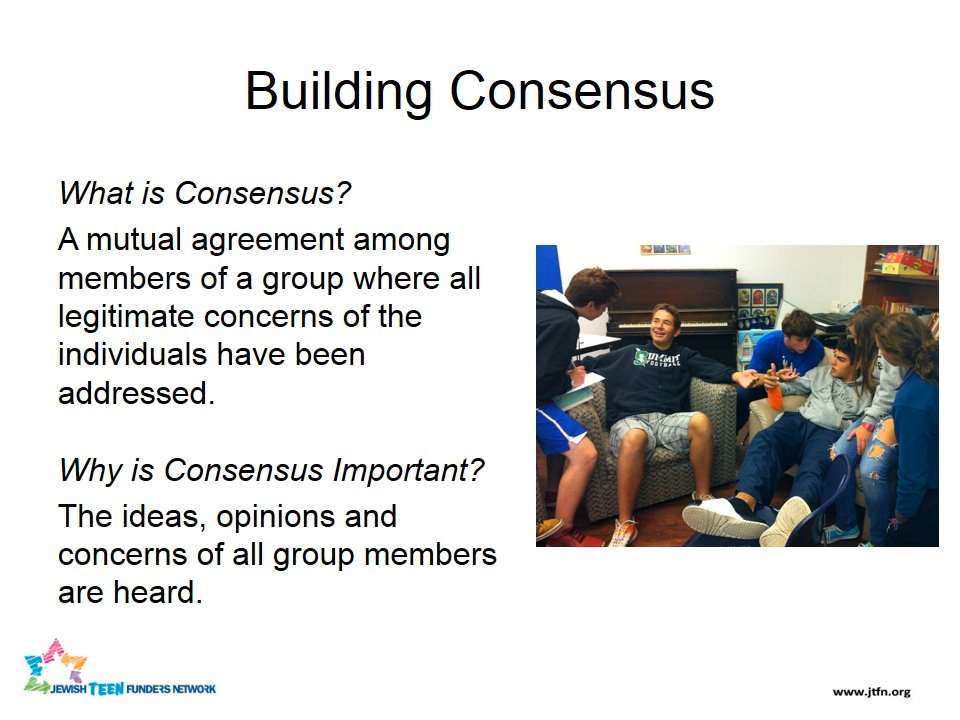 Building Consensus
What is Consensus?
A mutual agreement among
members of a group where all
legitimate concerns of the
individuals have been
addressed.
Why is Consensus Important?
The ideas, opinions and
concerns of all group members
are heard.
FOOTBALL
JEWISH TEEN FUNDERS NETWORK
www.jtfn.org